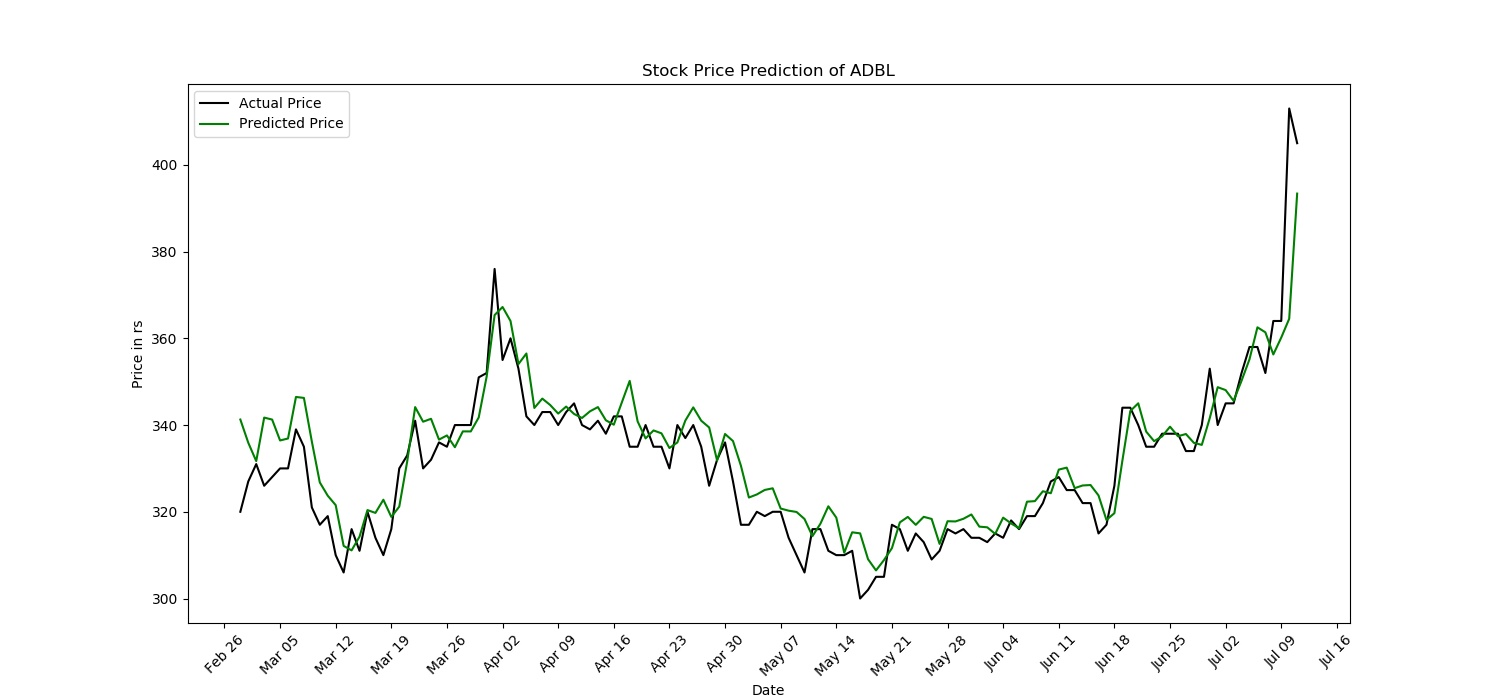 Stock Price Prediction of ADBL
Actual Price
Predicted Price
Price in rs
400
380
360
340
320
300
Feb 26
Mar 05
Mar 12
Mar 19
Mar 26
Apr 02
Apr 09
Apr 16
Apr 23
Apr 30
May 07
May 14
May 21
May 28
Jun 04
Jun 11
Jun 18
Jun 25
Jul 02
Jul 09
Jul 16
Date